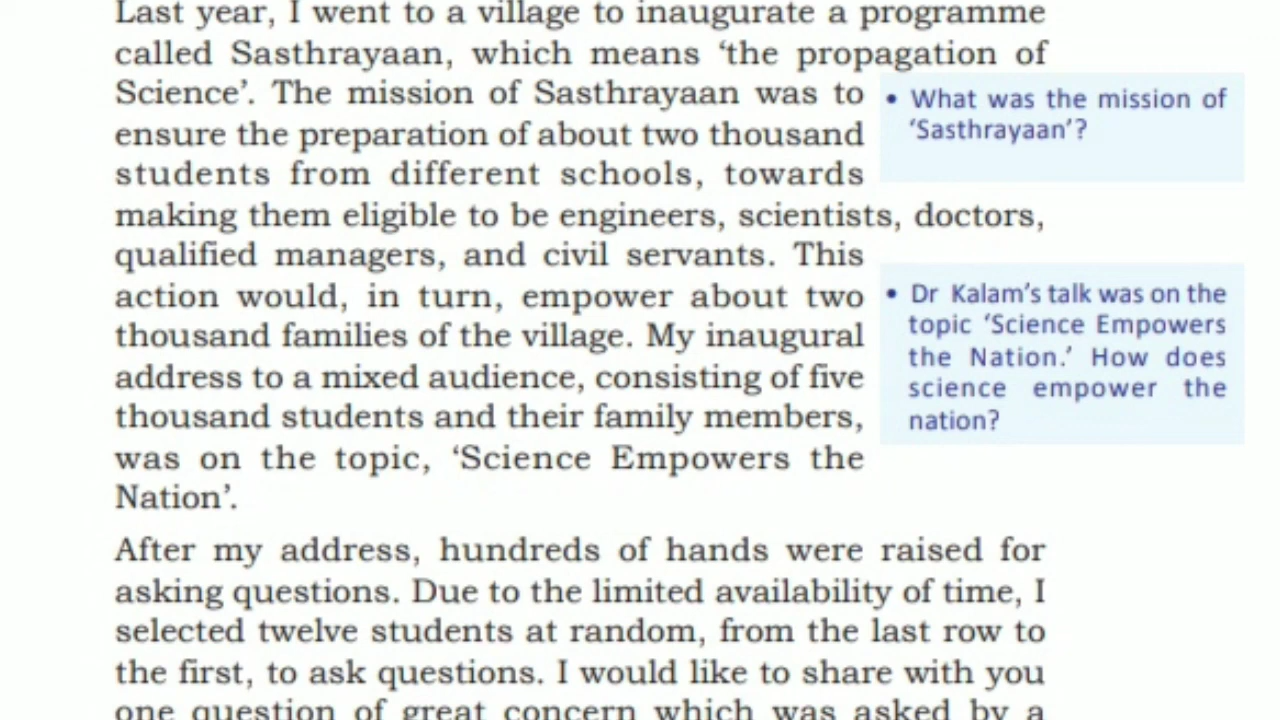 Last year, I went to a village to inaugurate a programme
called Sasthrayaan, which means ‘the propagation of
Science’. The mission of Sasthrayaan was to
ensure the preparation of about two thousand
students from different schools, towards
making them eligible to be engineers, scientists, doctors,
qualified managers, and civil servants. This
action would, in turn, empower about two
thousand families of the village. My inaugural
address to a mixed audience, consisting of five
thousand students and their family members,
was on the topic, ‘Science Empowers the
Nation’.
• What was the mission of
‘Sasthrayaan’?
• Dr Kalam’s talk was on the
topic ‘Science Empowers
the Nation.’ How does
science empower the
nation?
After my address, hundreds of hands were raised for
asking questions. Due to the limited availability of time, I
selected twelve students at random, from the last row to
the first, to ask questions. I would like to share with you
one question of great concern which was asked by a